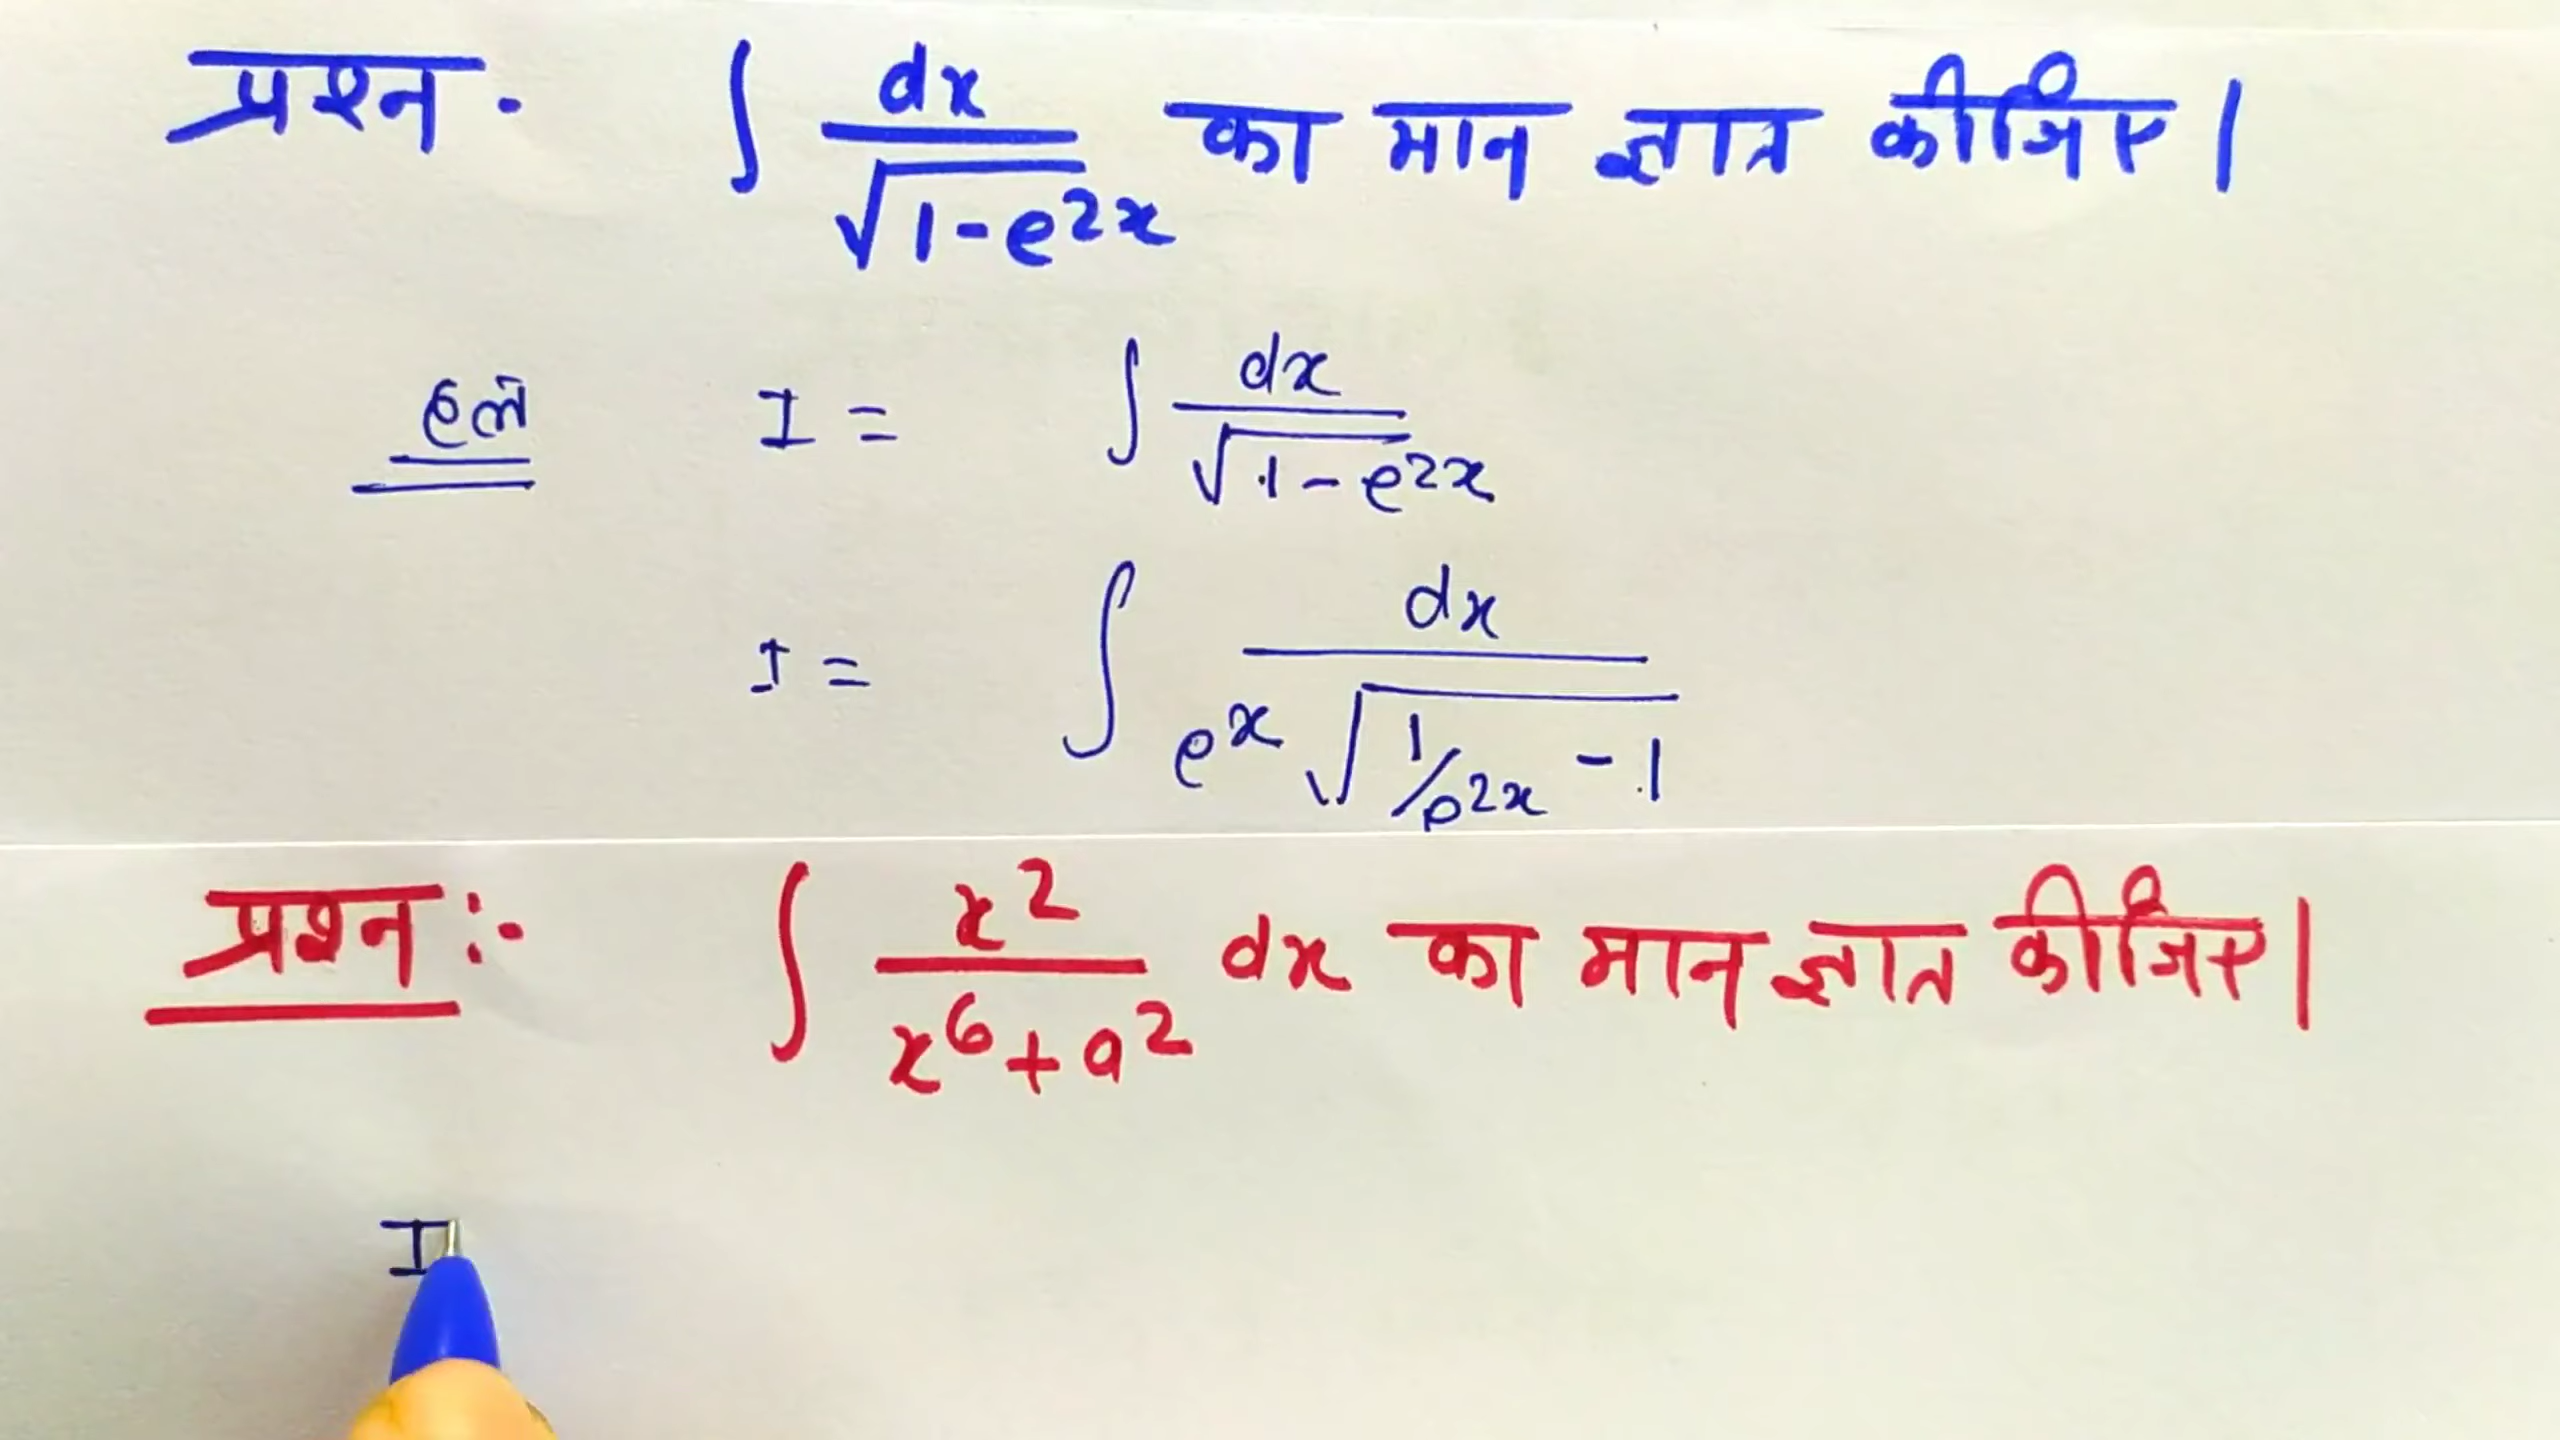 प्रश्न - ∫ dx / √1-e^2x का मान ज्ञात कीजिए।
हल I = ∫ dx / √1-e^2x
I = ∫ dx / e^x √1/e^2x - 1
प्रश्न :- ∫ x^2 / x^6+a^2 dx का मान ज्ञात कीजिए।
I